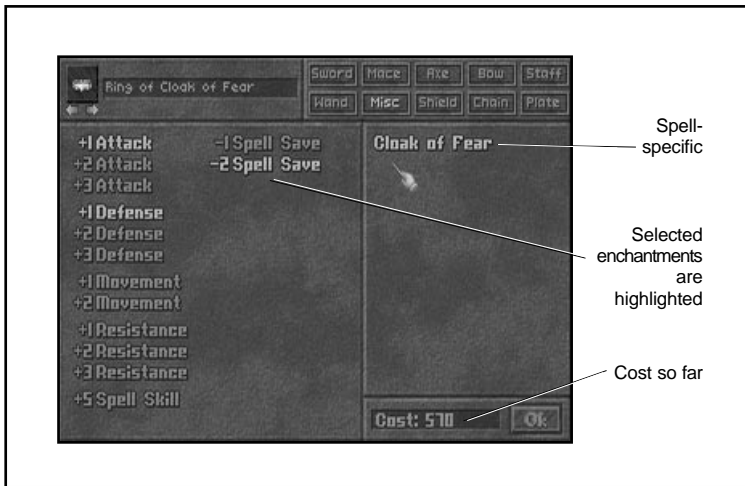 Ring of Cloak of Fear
Sword Mace Axe Bow Staff
Wand Misc Shield Chain Plate
+1 Attack
+2 Attack
+3 Attack
+1 Defense
+2 Defense
+3 Defense
+1 Movement
+2 Movement
+1 Resistance
+2 Resistance
+3 Resistance
+5 Spell Skill
-1 Spell Save
-2 Spell Save
Cloak of Fear
Cost: 570
Ok
Spell-
specific
Selected
enchantments
are
highlighted
Cost so far